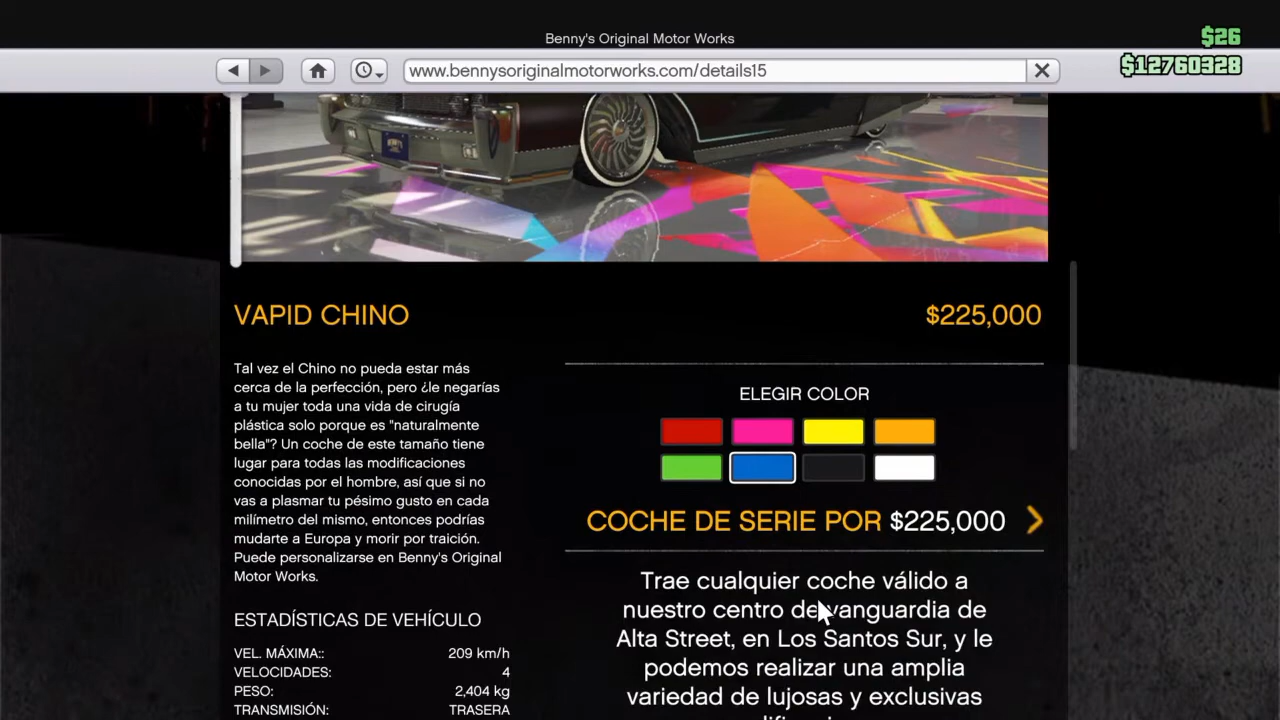 Benny's Original Motor Works
$26
www.bennysoriginalmotorworks.com/details15
$12760328
VAPID CHINO
$225,000
Tal vez el Chino no pueda estar más
cerca de la perfección, pero ¿le negarías
a tu mujer toda una vida de cirugía
plástica solo porque es "naturalmente
bella"? Un coche de este tamaño tiene
lugar para todas las modificaciones
conocidas por el hombre, así que si no
vas a plasmar tu pésimo gusto en cada
milímetro del mismo, entonces podrías
mudarte a Europa y morir por traición.
Puede personalizarse en Benny's Original
Motor Works.
ESTADÍSTICAS DE VEHÍCULO
VEL. MÁXIMA:: 209 km/h
VELOCIDADES: 4
PESO: 2,404 kg
TRANSMISIÓN: TRASERA
ELEGIR COLOR
COCHE DE SERIE POR $225,000
Trae cualquier coche válido a
nuestro centro de vanguardia de
Alta Street, en Los Santos Sur, y le
podemos realizar una amplia
variedad de lujosas y exclusivas